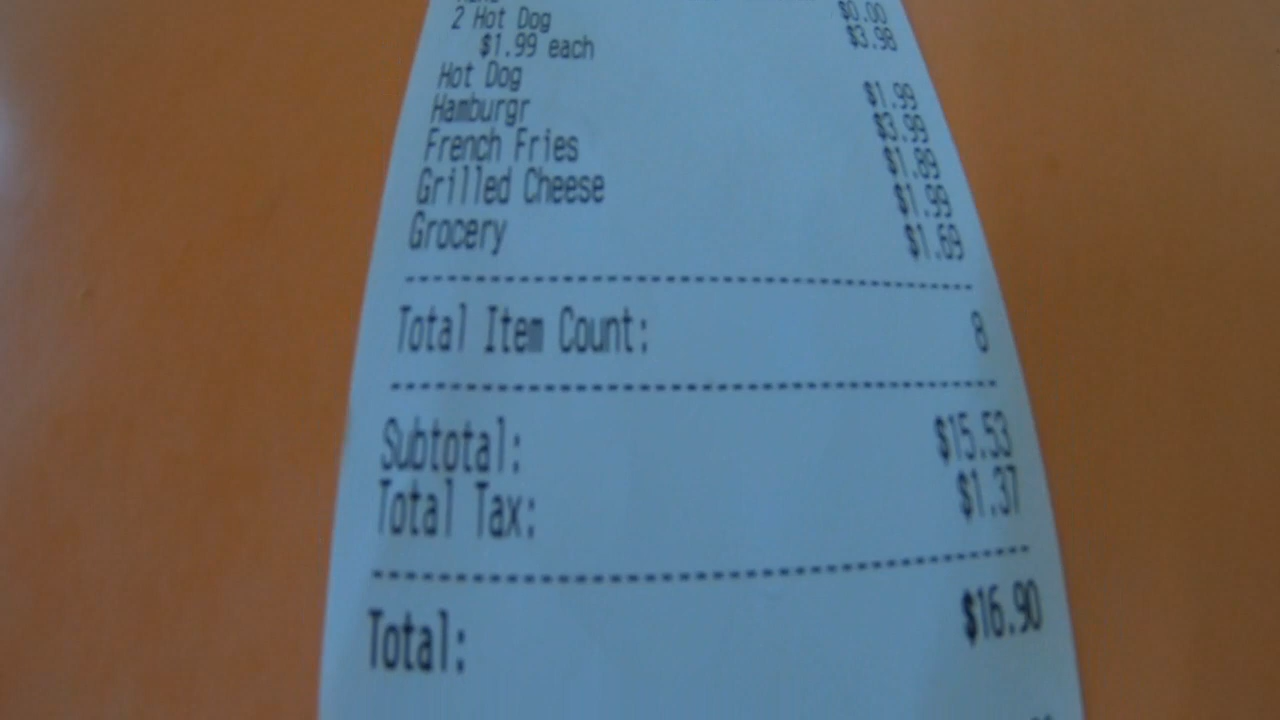 $0.00
2 Hot Dog $3.98
$1.99 each
Hot Dog $1.99
Hamburgr $3.99
French Fries $1.89
Grilled Cheese $1.99
Grocery $1.69
Total Item Count: 8
Subtotal: $15.53
Total Tax: $1.37
Total: $16.90